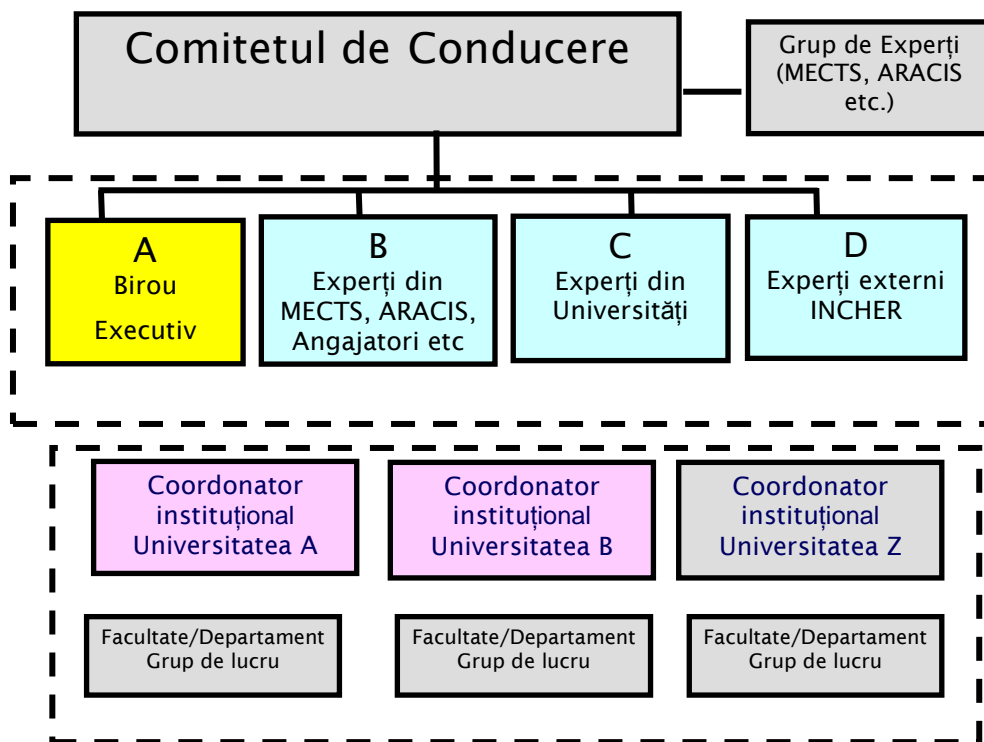 Comitetul de Conducere
Grup de Experți
(MECTS, ARACIS
etc.)
A
Birou
Executiv
B
Experți din
MECTS, ARACIS,
Angajatori etc
C
Experți din
Universități
D
Experți externi
INCHER
Coordonator
instituțional
Universitatea A
Coordonator
instituțional
Universitatea B
Coordonator
instituțional
Universitatea Z
Facultate/Departament
Grup de lucru
Facultate/Departament
Grup de lucru
Facultate/Departament
Grup de lucru